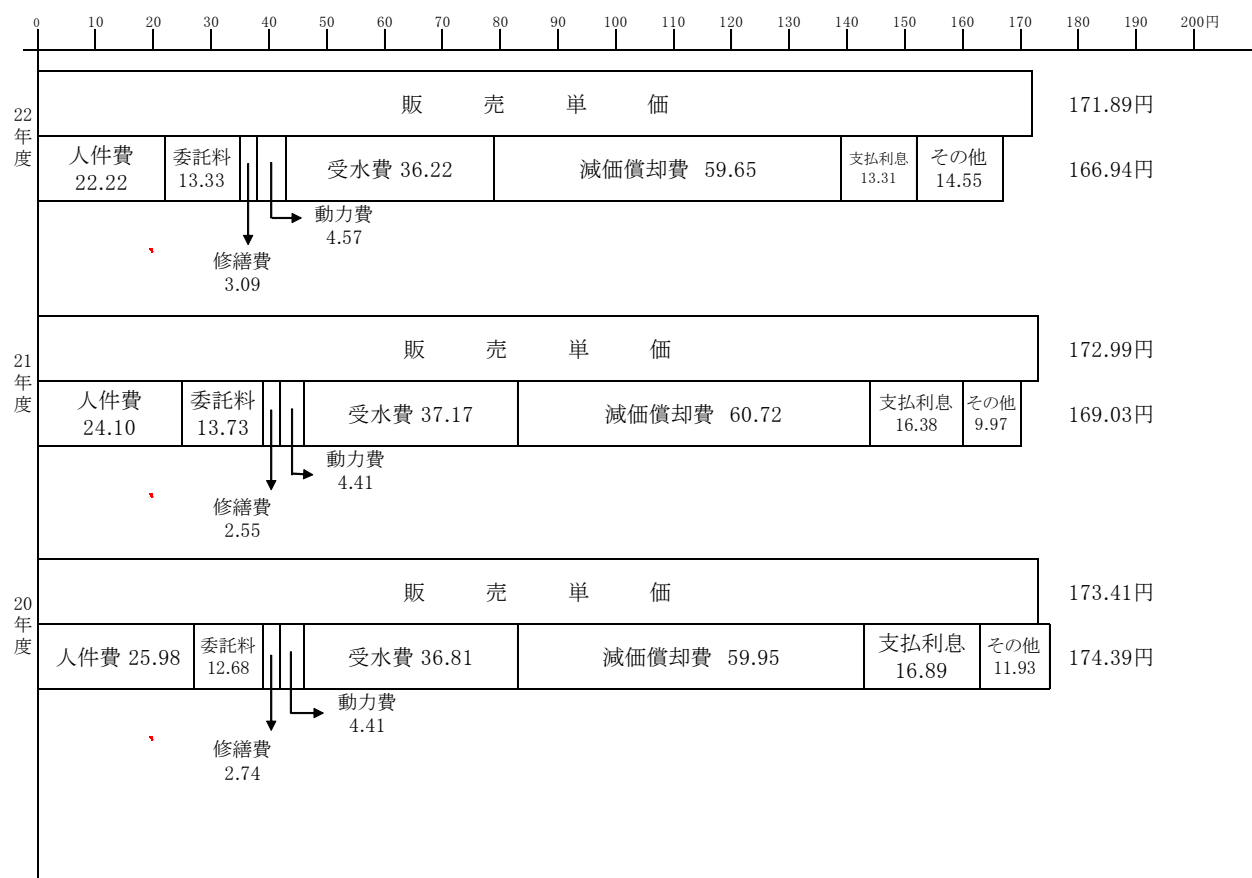 0 10 20 30 40 50 60 70 80 90 100 110 120 130 140 150 160 170 180 190 200円
22年度
販売単価 171.89円
人件費 22.22
委託料 13.33
受水費 36.22
減価償却費 59.65
支払利息 13.31
その他 14.55
166.94円
動力費
4.57
修繕費
3.09
21年度
販売単価 172.99円
人件費 24.10
委託料 13.73
受水費 37.17
減価償却費 60.72
支払利息 16.38
その他 9.97
169.03円
動力費
4.41
修繕費
2.55
20年度
販売単価 173.41円
人件費 25.98
委託料 12.68
受水費 36.81
減価償却費 59.95
支払利息 16.89
その他 11.93
174.39円
動力費
4.41
修繕費
2.74